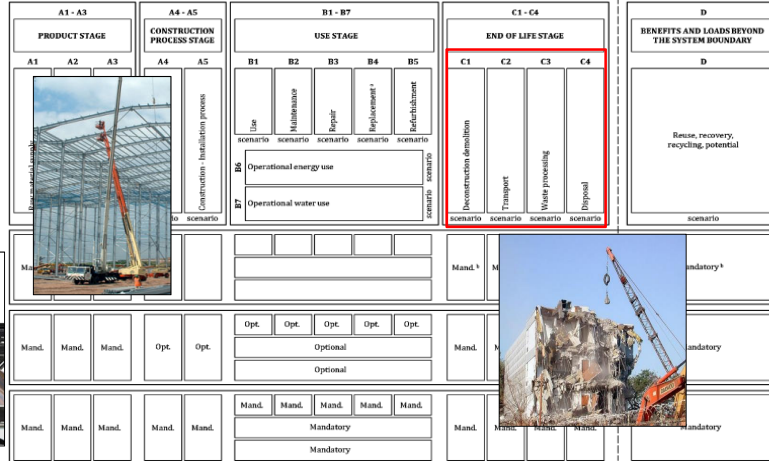 A1 - A3
A4 - A5
B1 - B7
C1 - C4
D
PRODUCT STAGE
CONSTRUCTION
PROCESS STAGE
USE STAGE
END OF LIFE STAGE
BENEFITS AND LOADS BEYOND
THE SYSTEM BOUNDARY
A1 A2 A3
A4 A5
B1 B2 B3 B4 B5
C1 C2 C3 C4
D
Construction - Installation process
scenario
Use
Maintenance
Repair
Replacement ᵃ
Refurbishment
scenario scenario scenario scenario scenario
B6
Operational energy use
scenario
B7
Operational water use
scenario
Deconstruction demolition
Transport
Waste processing
Disposal
scenario scenario scenario scenario
Reuse, recovery,
recycling, potential
scenario
Mand. ᵇ
Mand. Mand. Mand. Opt. Opt.
Opt. Opt. Opt. Opt. Opt.
Optional
Optional
Mand.
Mand. Mand. Mand. Mand. Mand.
Mand. Mand. Mand. Mand. Mand.
Mandatory
Mandatory
Mand. Mand. Mand. Mand.
Mandatory